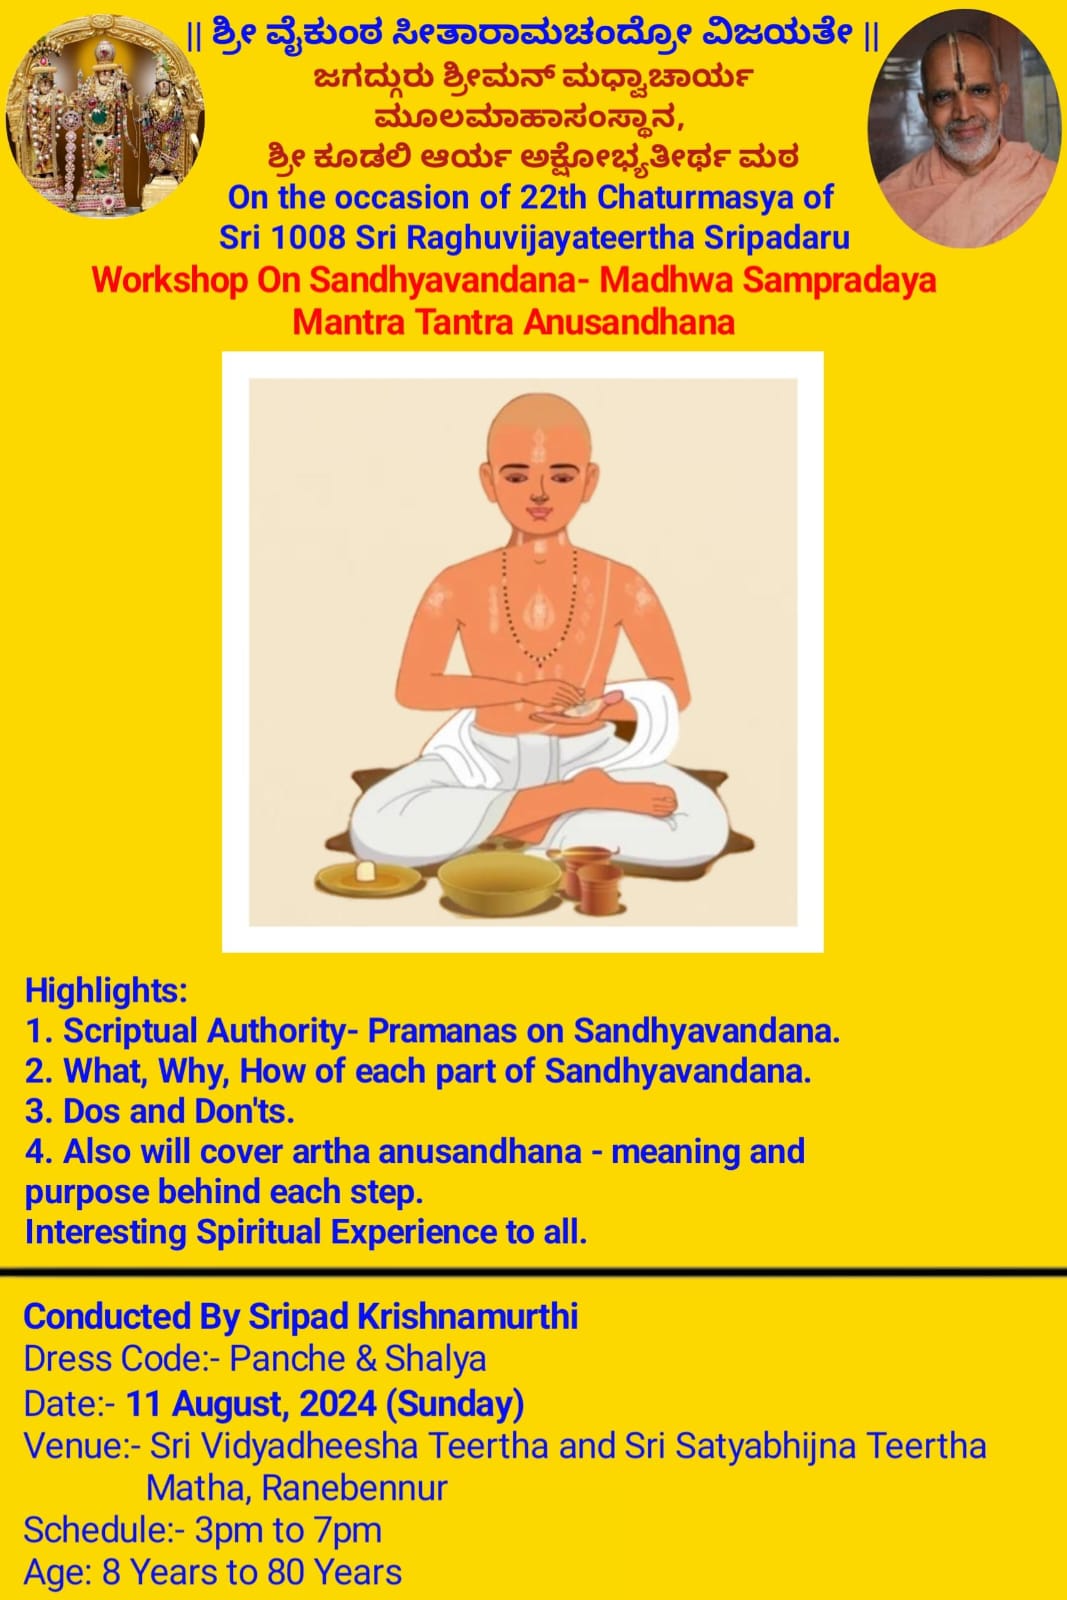 || ಶ್ರೀ ವೈಕುಂಠ ಸೀತಾರಾಮಚಂದ್ರೋ ವಿಜಯತೇ ||
ಜಗದ್ಗುರು ಶ್ರೀಮನ್ ಮಧ್ವಾಚಾರ್ಯ
ಮೂಲಮಾಹಾಸಂಸ್ಥಾನ,
ಶ್ರೀ ಕೂಡಲಿ ಆರ್ಯ ಅಕ್ಷೋಭ್ಯತೀರ್ಥ ಮಠ
On the occasion of 22th Chaturmasya of
Sri 1008 Sri Raghuvijayateertha Sripadaru
Workshop On Sandhyavandana- Madhwa Sampradaya
Mantra Tantra Anusandhana
Highlights:
1. Scriptual Authority- Pramanas on Sandhyavandana.
2. What, Why, How of each part of Sandhyavandana.
3. Dos and Don'ts.
4. Also will cover artha anusandhana - meaning and
purpose behind each step.
Interesting Spiritual Experience to all.
Conducted By Sripad Krishnamurthi
Dress Code:- Panche & Shalya
Date:- 11 August, 2024 (Sunday)
Venue:- Sri Vidyadheesha Teertha and Sri Satyabhijna Teertha
Matha, Ranebennur
Schedule:- 3pm to 7pm
Age: 8 Years to 80 Years